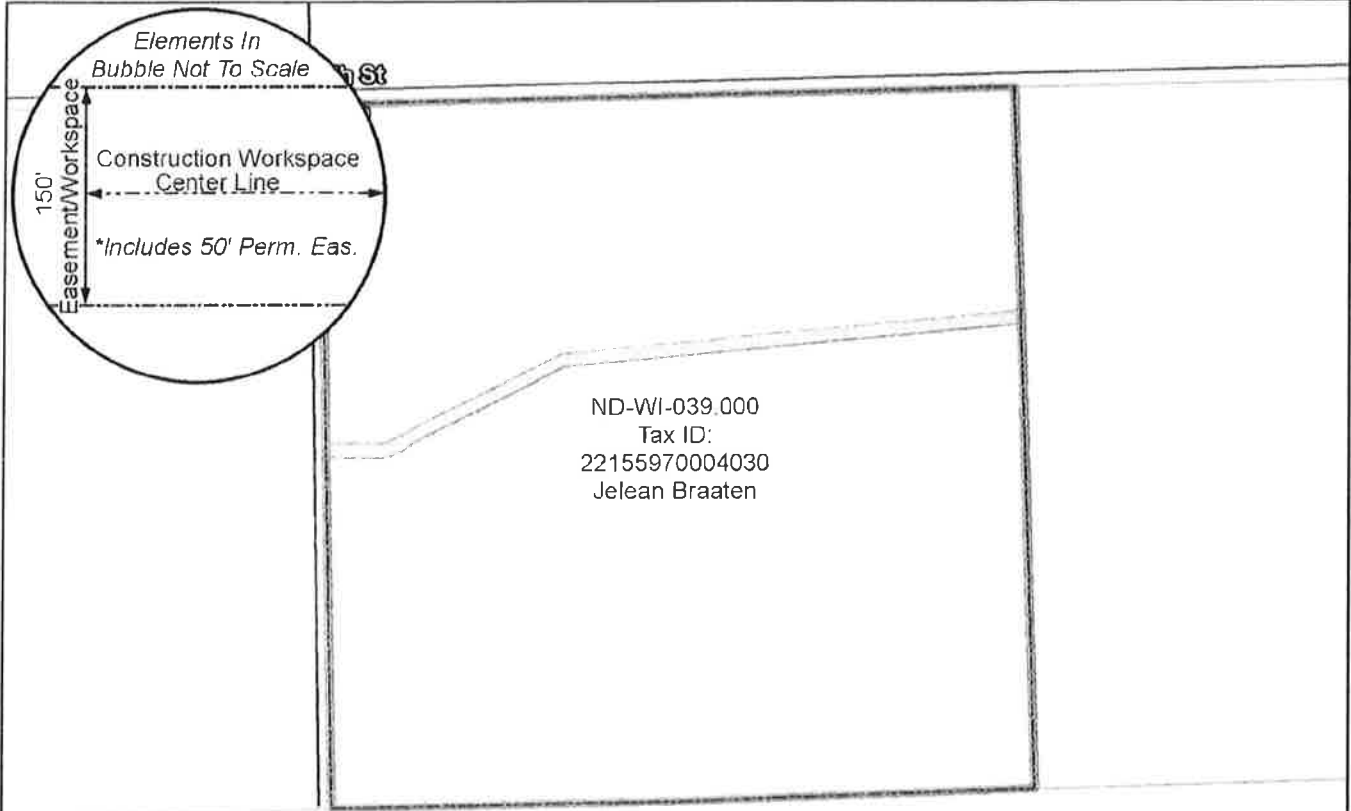 Elements In
Bubble Not To Scale
St
150'
Easement/Workspace
Construction Workspace
Center Line
*Includes 50' Perm. Eas.
ND-WI-039.000
Tax ID:
22155970004030
Jelean Braaten